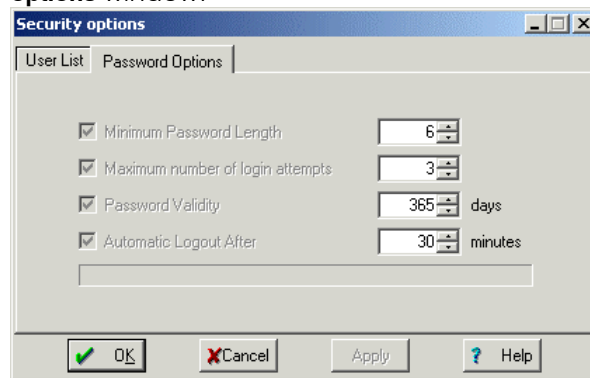 options window.
Security options
User List Password Options
Minimum Password Length 6
Maximum number of login attempts 3
Password Validity 365 days
Automatic Logout After 30 minutes
OK Cancel Apply ? Help